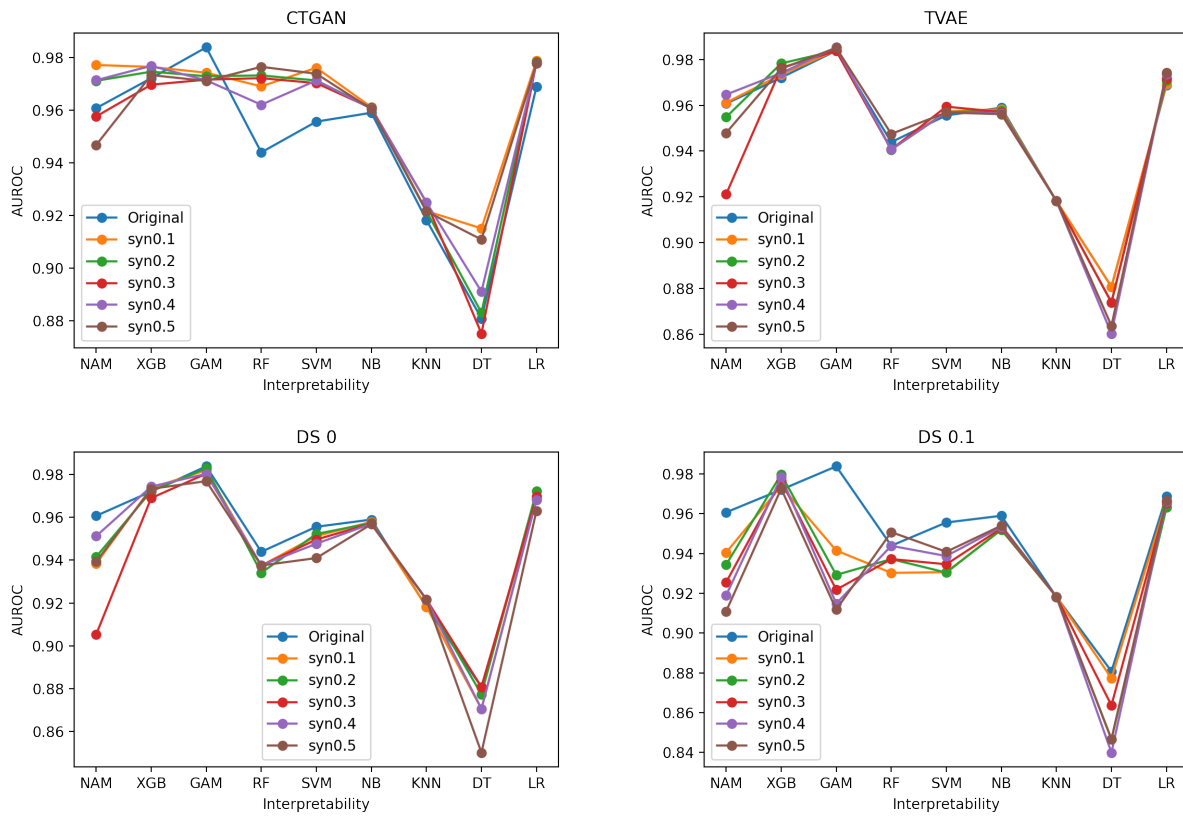 CTGAN
0.98
0.96
0.94
0.92
0.90
0.88
AUROC
Original
syn0.1
syn0.2
syn0.3
syn0.4
syn0.5
NAM XGB GAM RF SVM NB KNN DT LR
Interpretability
TVAE
0.98
0.96
0.94
0.92
0.90
0.88
0.86
AUROC
Original
syn0.1
syn0.2
syn0.3
syn0.4
syn0.5
NAM XGB GAM RF SVM NB KNN DT LR
Interpretability
DS 0
0.98
0.96
0.94
0.92
0.90
0.88
0.86
AUROC
Original
syn0.1
syn0.2
syn0.3
syn0.4
syn0.5
NAM XGB GAM RF SVM NB KNN DT LR
Interpretability
DS 0.1
0.98
0.96
0.94
0.92
0.90
0.88
0.86
0.84
AUROC
Original
syn0.1
syn0.2
syn0.3
syn0.4
syn0.5
NAM XGB GAM RF SVM NB KNN DT LR
Interpretability